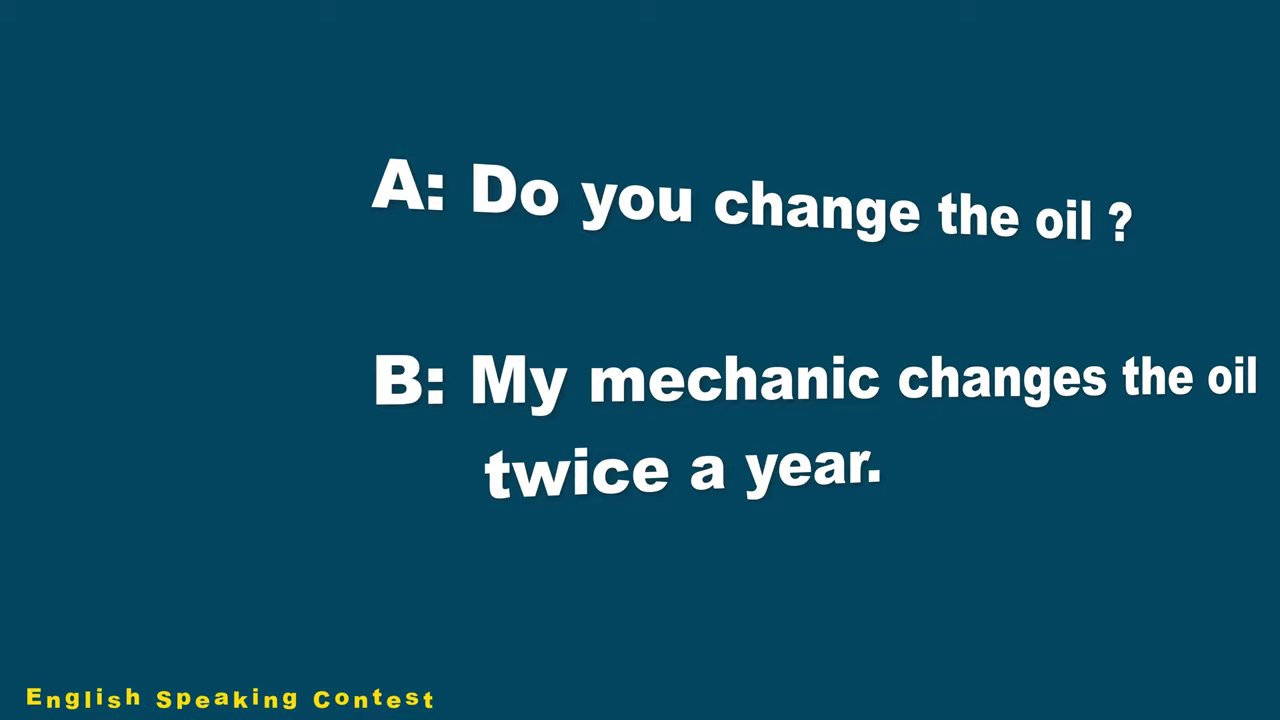 A: Do you change the oil ?
B: My mechanic changes the oil
twice a year.
English Speaking Contest